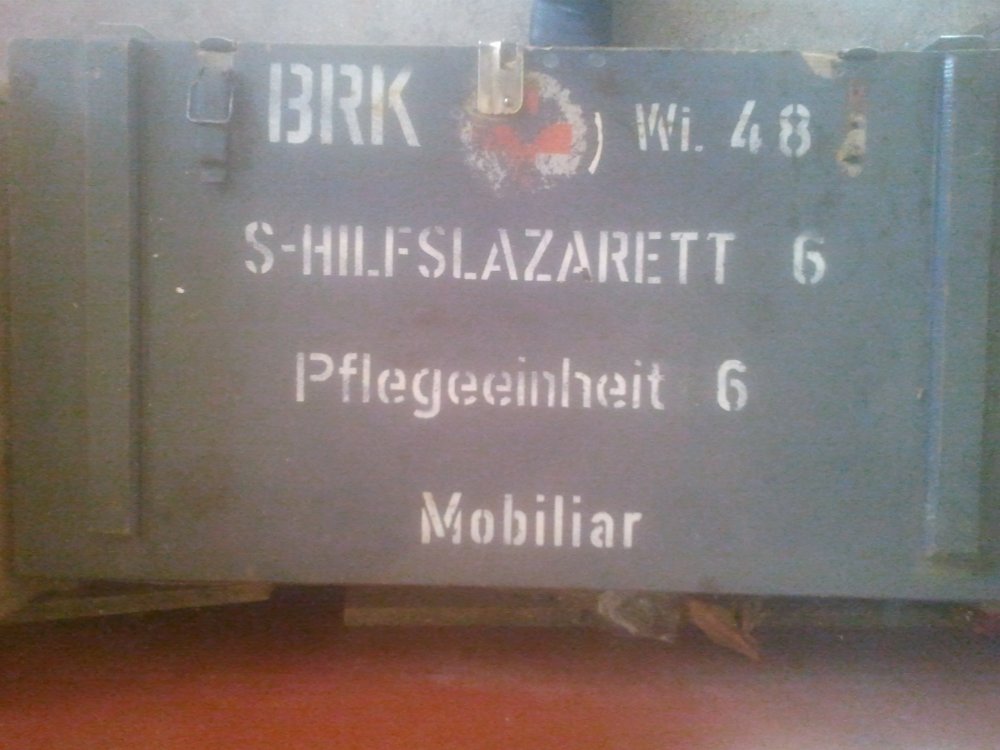 BRK Wi. 48
S-HILFSLAZARETT 6
Pflegeeinheit 6
Mobiliar